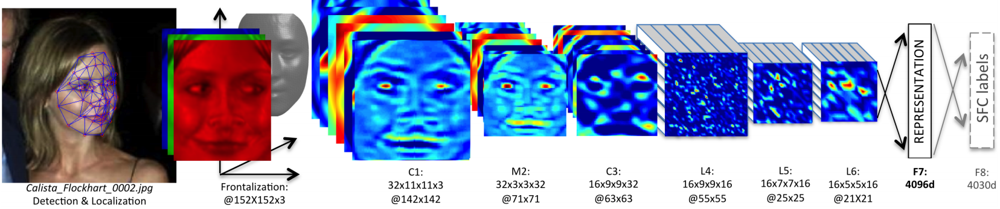 Calista_Flockhart_0002.jpg
Detection & Localization
Frontalization:
@152X152x3
C1:
32x11x11x3
@142x142
M2:
32x3x3x32
@71x71
C3:
16x9x9x32
@63x63
L4:
16x9x9x16
@55x55
L5:
16x7x7x16
@25x25
L6:
16x5x5x16
@21X21
REPRESENTATION
F7:
4096d
SFC labels
F8:
4030d